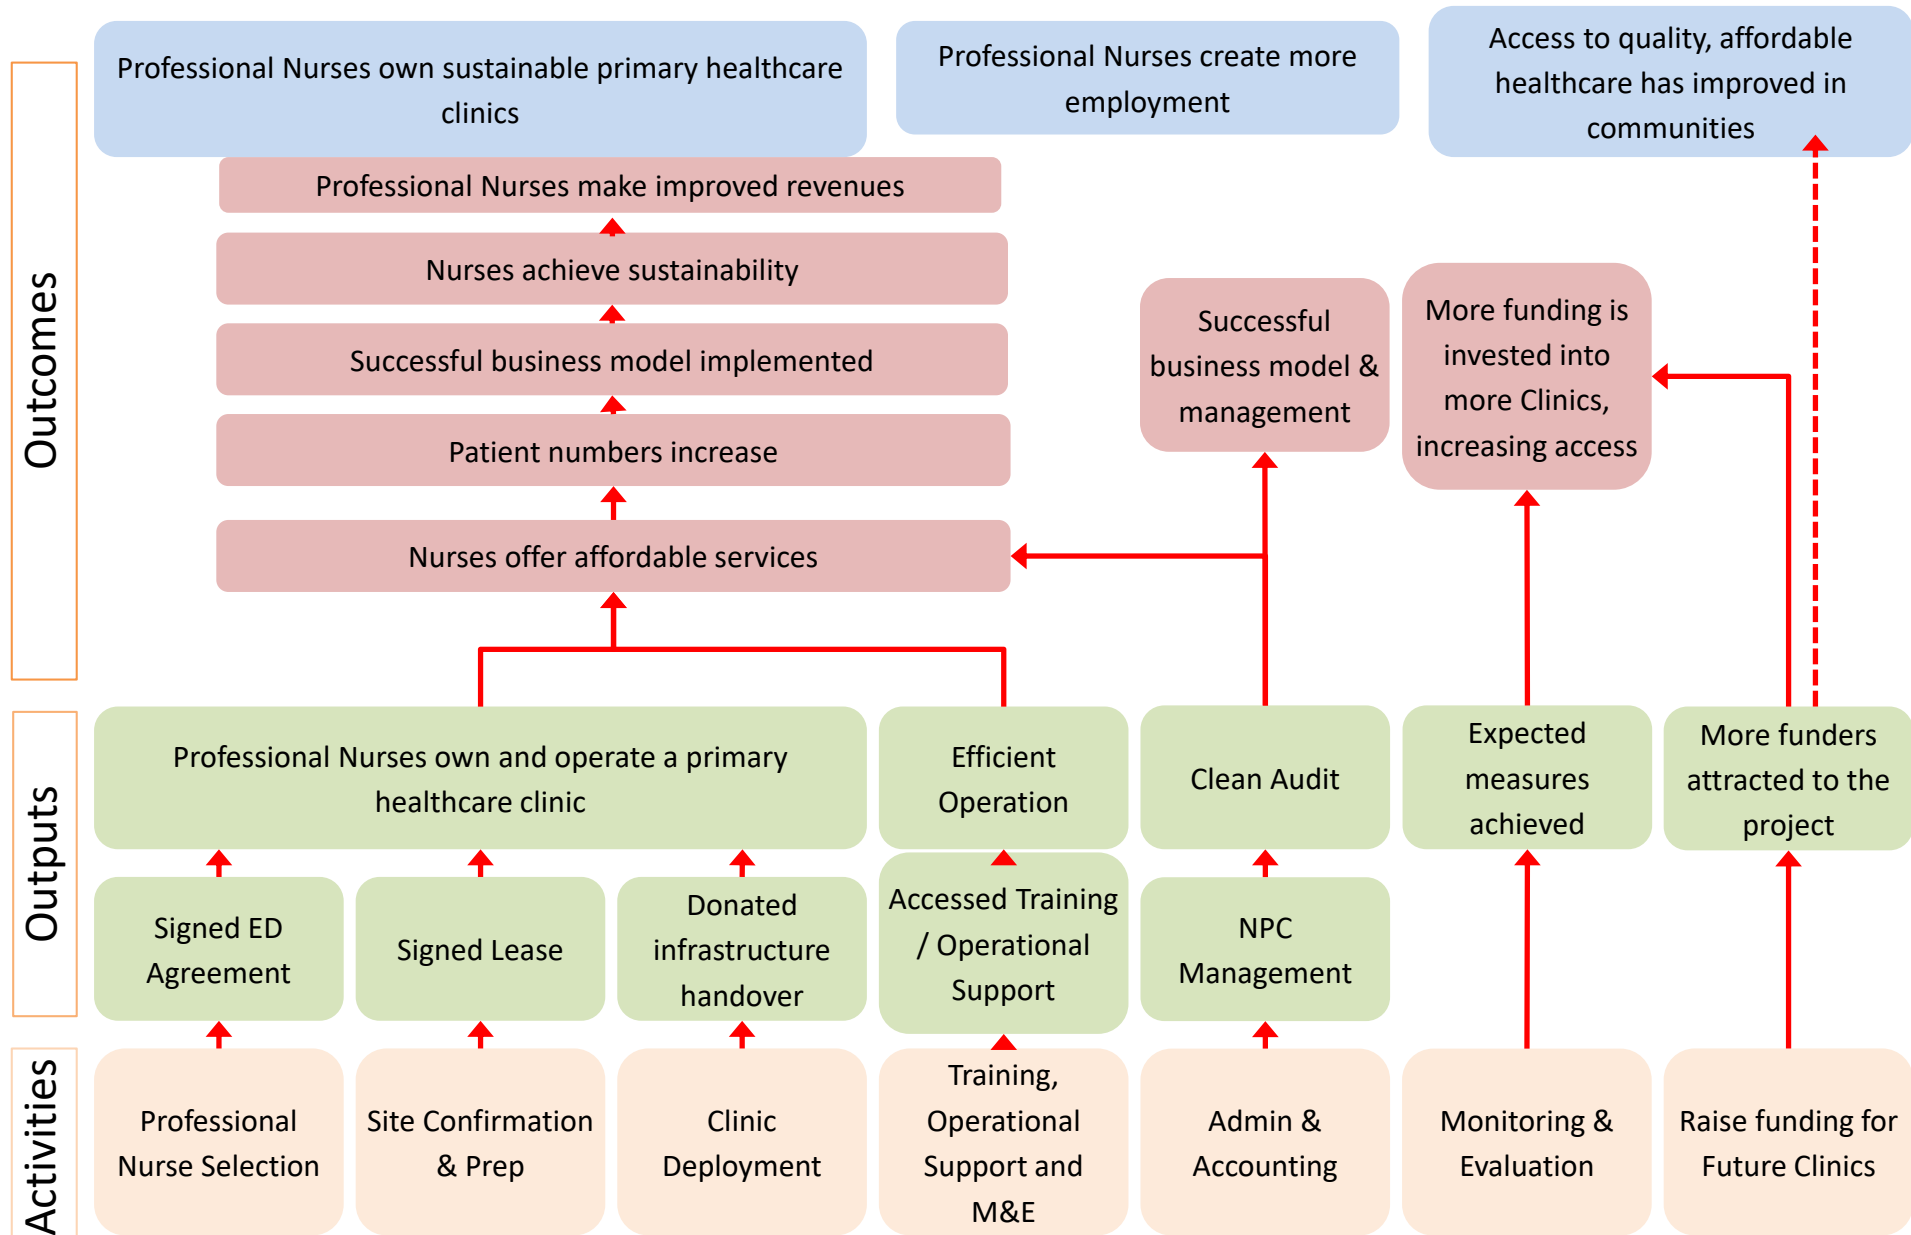 Professional Nurses own sustainable primary healthcare
clinics
Professional Nurses create more
employment
Access to quality, affordable
healthcare has improved in
communities
Outcomes
Professional Nurses make improved revenues
Nurses achieve sustainability
Successful business model implemented
Patient numbers increase
Nurses offer affordable services
Successful
business model &
management
More funding is
invested into
more Clinics,
increasing access
Outputs
Professional Nurses own and operate a primary
healthcare clinic
Efficient
Operation
Clean Audit
Expected
measures
achieved
More funders
attracted to the
project
Signed ED
Agreement
Signed Lease
Donated
infrastructure
handover
Accessed Training
/ Operational
Support
NPC
Management
Activities
Professional
Nurse Selection
Site Confirmation
& Prep
Clinic
Deployment
Training,
Operational
Support and
M&E
Admin &
Accounting
Monitoring &
Evaluation
Raise funding for
Future Clinics